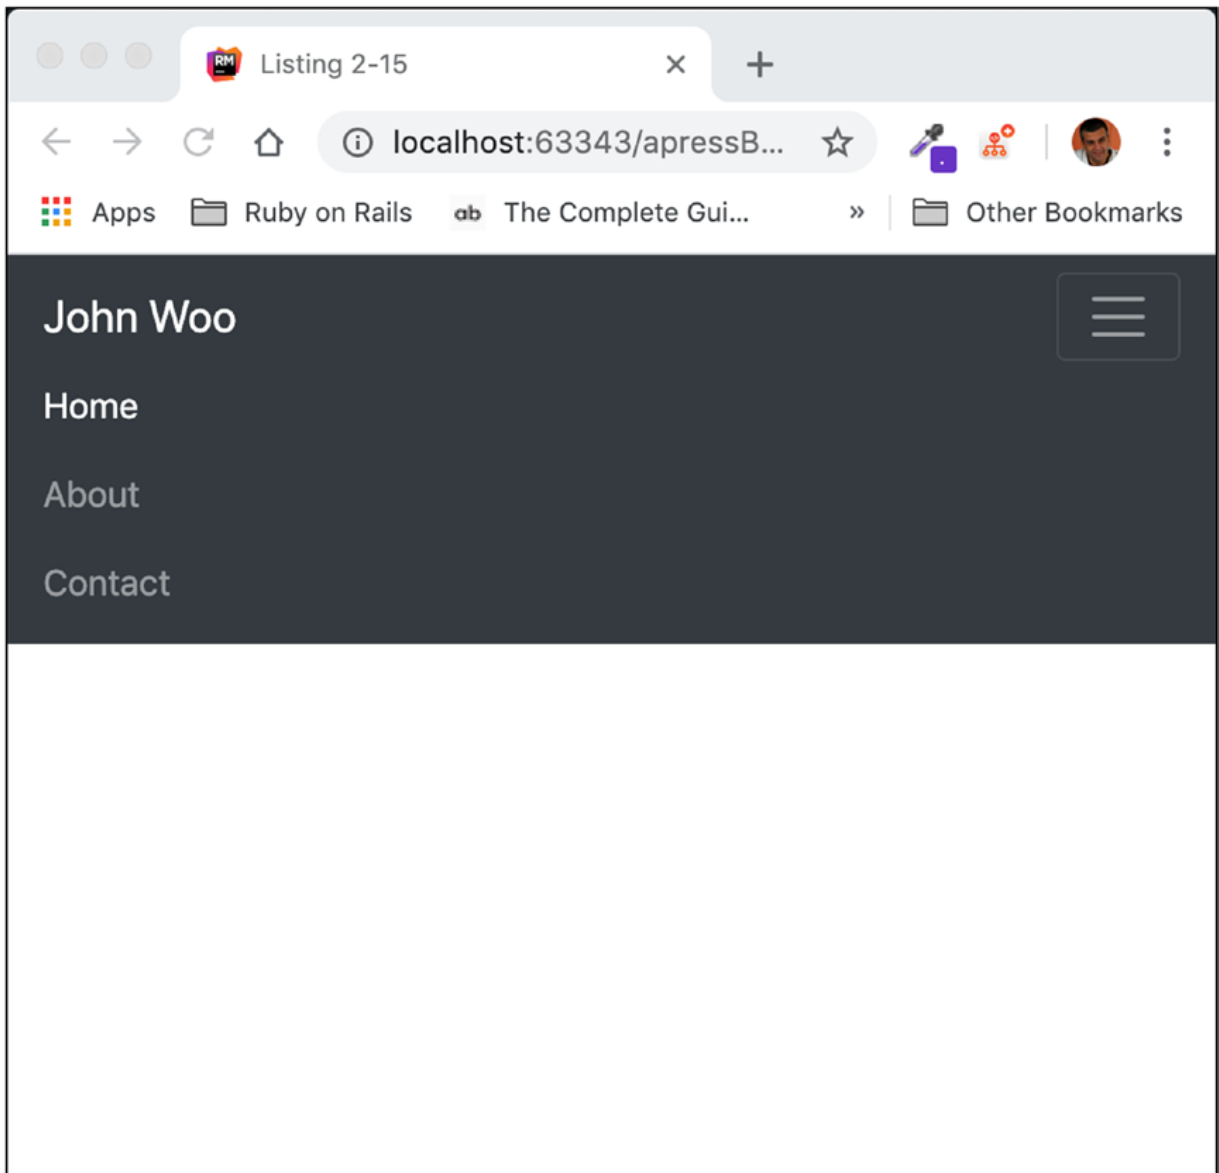 RM Listing 2-15
localhost:63343/apressB...
Apps Ruby on Rails ab The Complete Gui... » Other Bookmarks
John Woo
Home
About
Contact